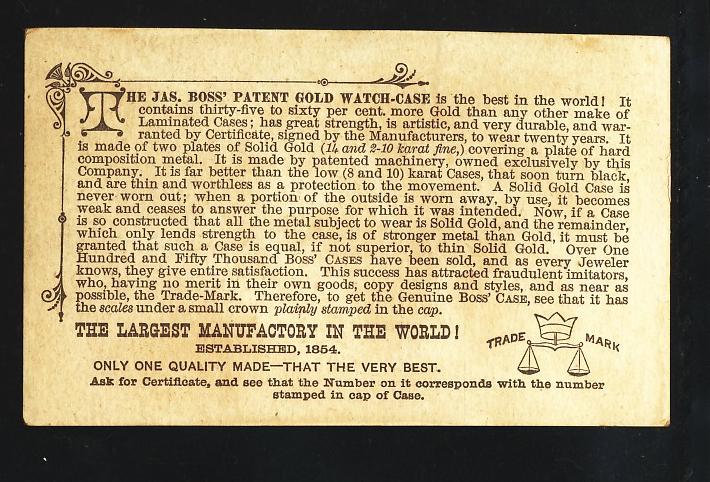 THE JAS. BOSS' PATENT GOLD WATCH-CASE is the best in the world! It
contains thirty-five to sixty per cent. more Gold than any other make of
Laminated Cases; has great strength, is artistic, and very durable, and war-
ranted by Certificate, signed by the Manufacturers, to wear twenty years. It
is made of two plates of Solid Gold (14 and 2-10 karat fine,) covering a plate of hard
composition metal. It is made by patented machinery, owned exclusively by this
Company. It is far better than the low (8 and 10) karat Cases, that soon turn black,
and are thin and worthless as a protection to the movement. A Solid Gold Case is
never worn out; when a portion of the outside is worn away, by use, it becomes
weak and ceases to answer the purpose for which it was intended. Now, if a Case
is so constructed that all the metal subject to wear is Solid Gold, and the remainder,
which only lends strength to the case, is of stronger metal than Gold, it must be
granted that such a Case is equal, if not superior, to thin Solid Gold. Over One
Hundred and Fifty Thousand BOSS' CASES have been sold, and as every Jeweler
knows, they give entire satisfaction. This success has attracted fraudulent imitators,
who, having no merit in their own goods, copy designs and styles, and as near as
possible, the Trade-Mark. Therefore, to get the Genuine BOSS' CASE, see that it has
the scales under a small crown plainly stamped in the cap.
THE LARGEST MANUFACTORY IN THE WORLD!
ESTABLISHED, 1854.
ONLY ONE QUALITY MADE—THAT THE VERY BEST.
TRADE MARK
Ask for Certificate, and see that the Number on it corresponds with the number
stamped in cap of Case.